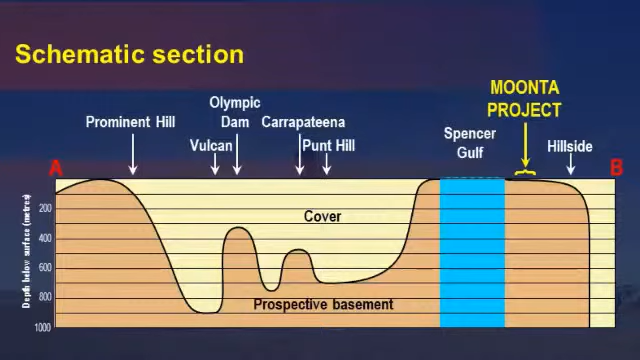 Schematic section
MOONTA
PROJECT
Olympic
Dam
Prominent Hill
Carrapateena
Spencer
Gulf
Vulcan
Punt Hill
Hillside
A
B
Depth below surface (metres)
200
400
600
800
1000
Cover
Prospective basement